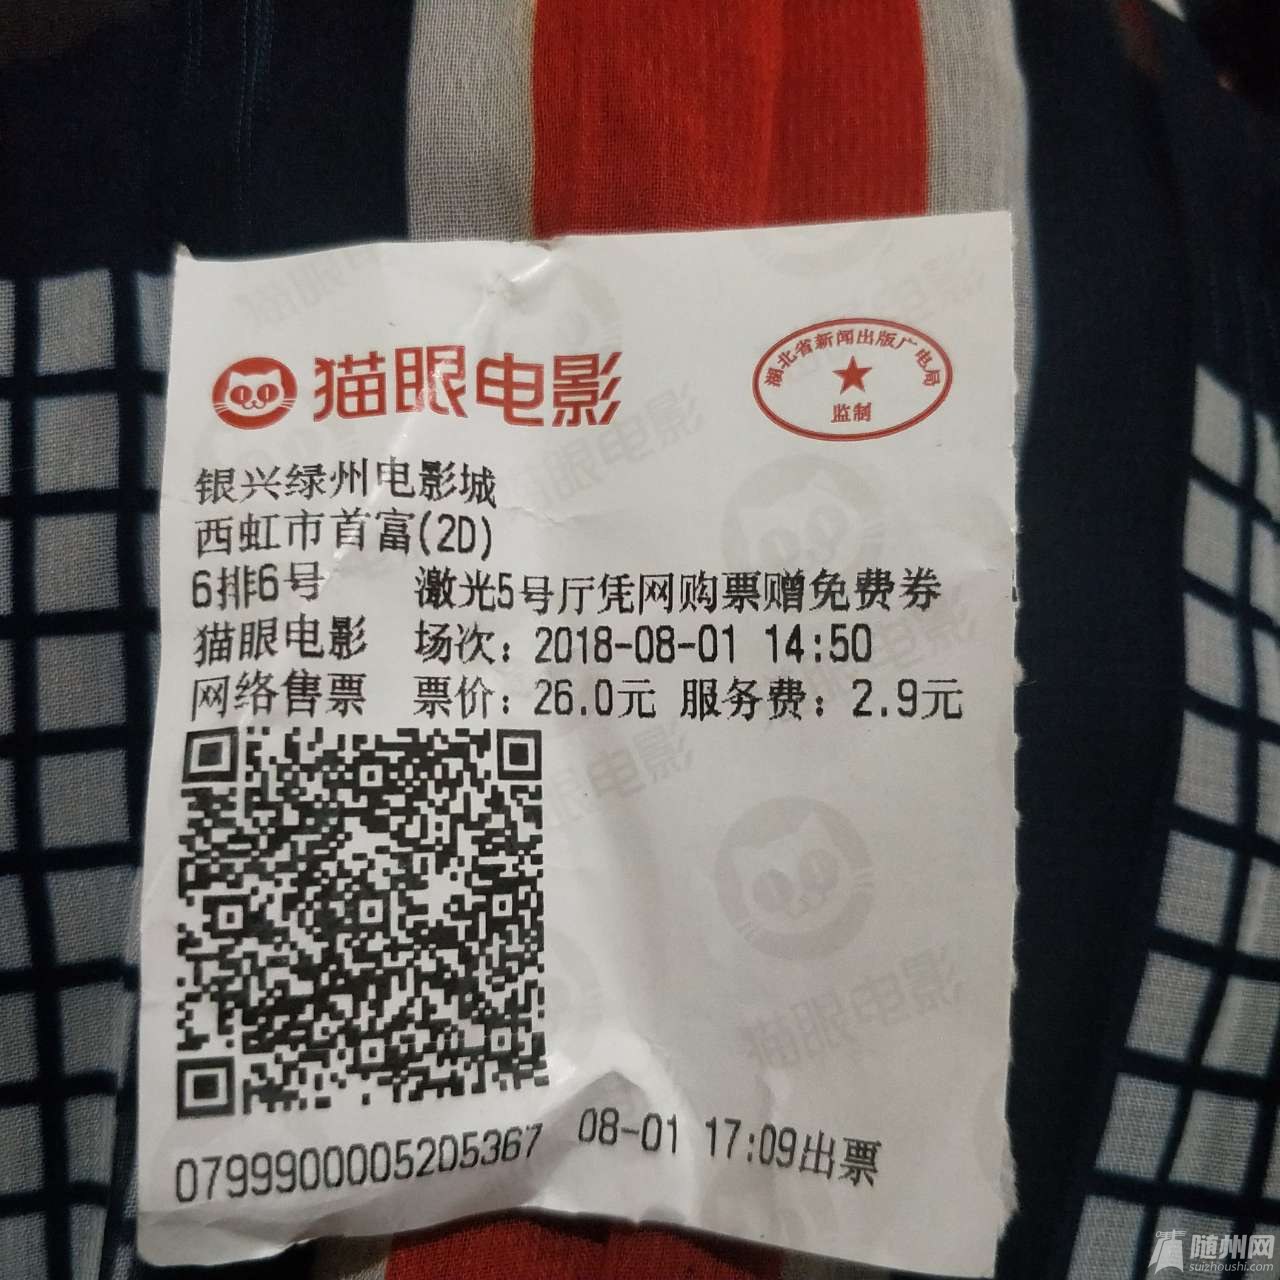 猫眼电影
湖北省新闻出版广电局
监制
银兴绿州电影城
西虹市首富(2D)
6排6号 激光5号厅凭网购票赠免费券
猫眼电影 场次：2018-08-01 14:50
网络售票 票价：26.0元 服务费：2.9元
0799900005205367 08-01 17:09出票
随州网
suizhoushi.com